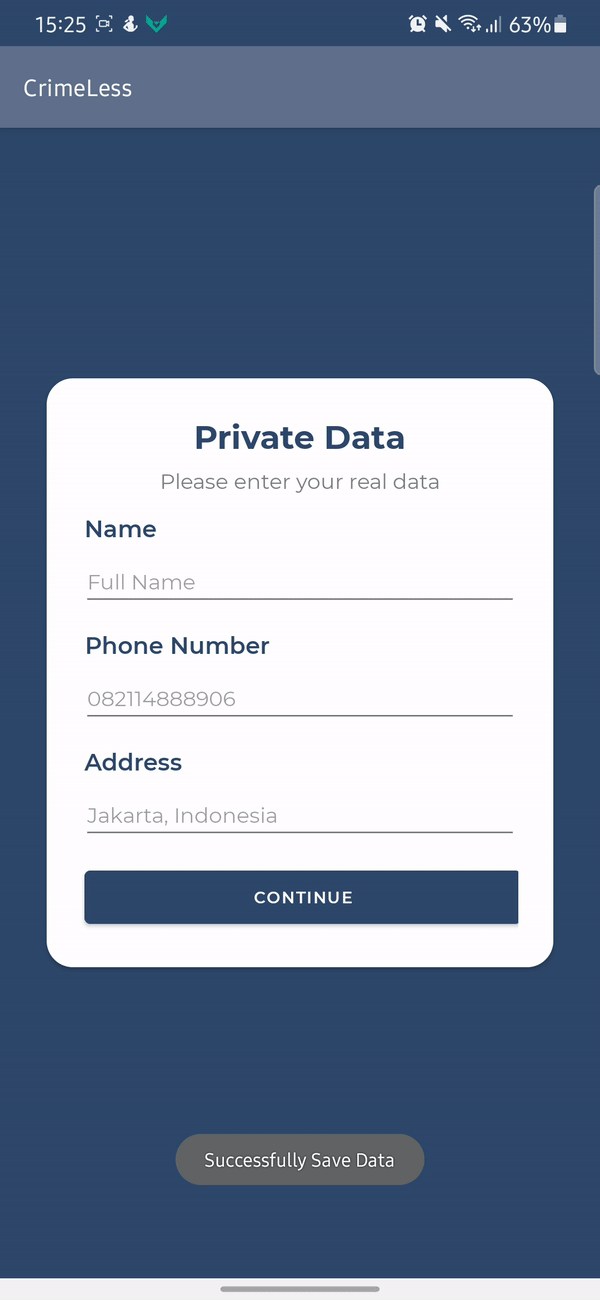 15:25 63%
CrimeLess
Private Data
Please enter your real data
Name
Full Name
Phone Number
082114888906
Address
Jakarta, Indonesia
CONTINUE
Successfully Save Data